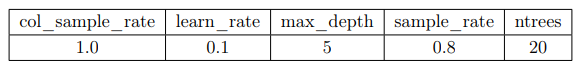 col_sample_rate learn_rate max_depth sample_rate ntrees
1.0 0.1 5 0.8 20